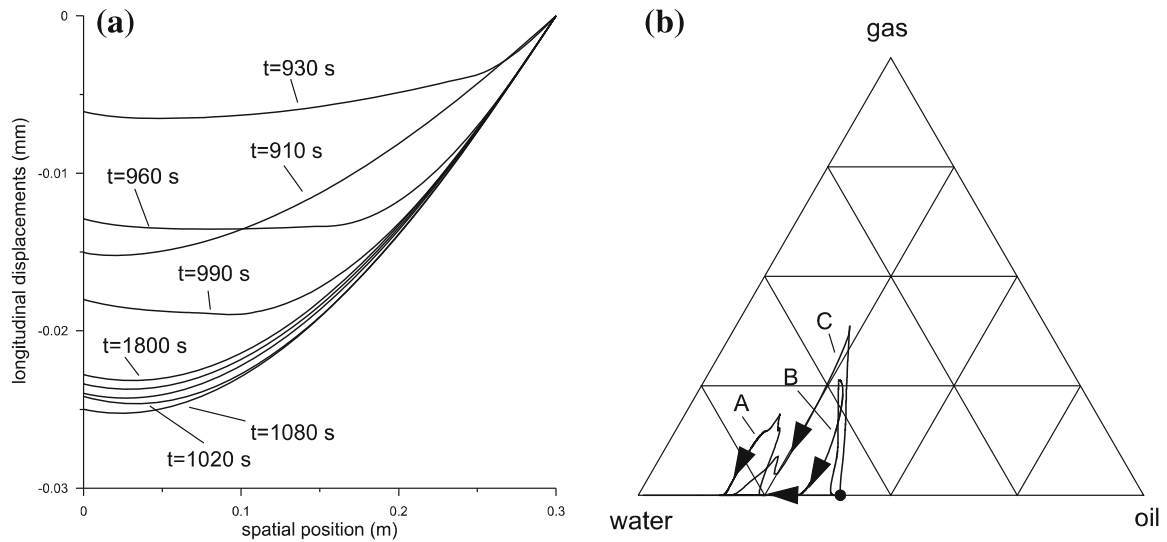 (a)
0
-0.01
-0.02
-0.03
longitudinal displacements (mm)
t=930 s
t=910 s
t=960 s
t=990 s
t=1800 s
t=1080 s
t=1020 s
0
0.1
0.2
0.3
spatial position (m)
(b)
gas
C
B
A
water
oil